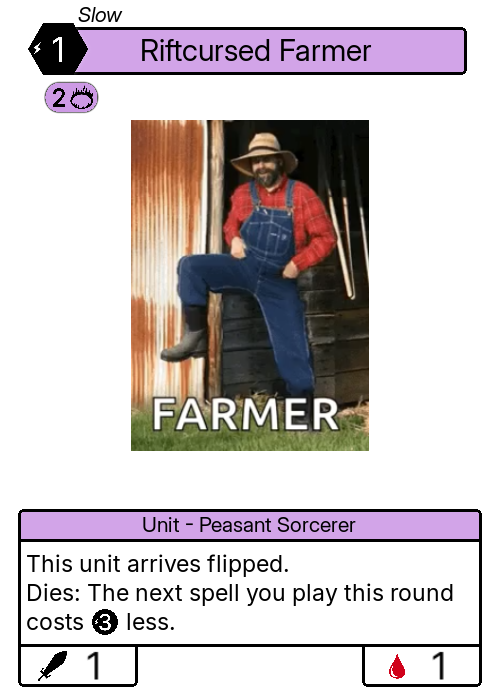 Slow
1
Riftcursed Farmer
2
FARMER
Unit - Peasant Sorcerer
This unit arrives flipped.
Dies: The next spell you play this round
costs 3 less.
1
1